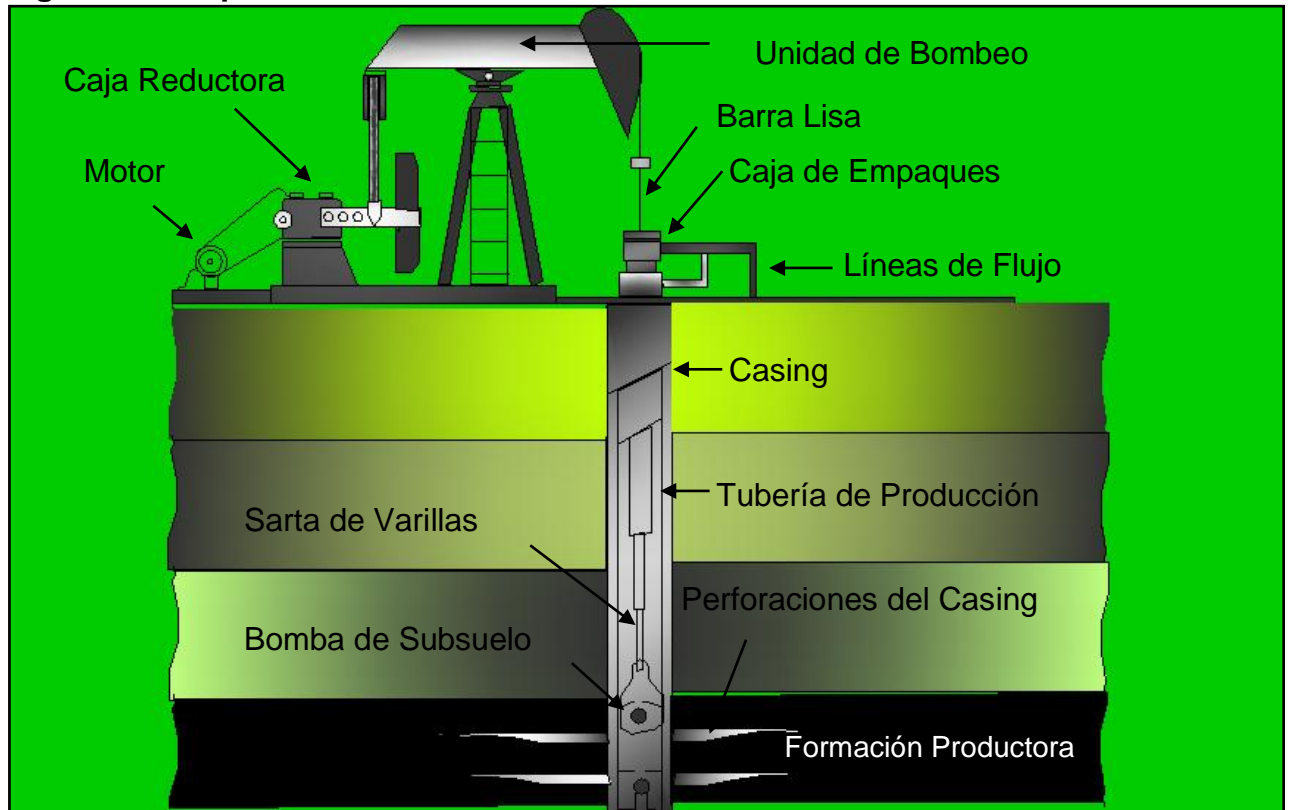 Unidad de Bombeo
Caja Reductora
Barra Lisa
Motor
Caja de Empaques
Líneas de Flujo
Casing
Tubería de Producción
Sarta de Varillas
Perforaciones del Casing
Bomba de Subsuelo
Formación Productora